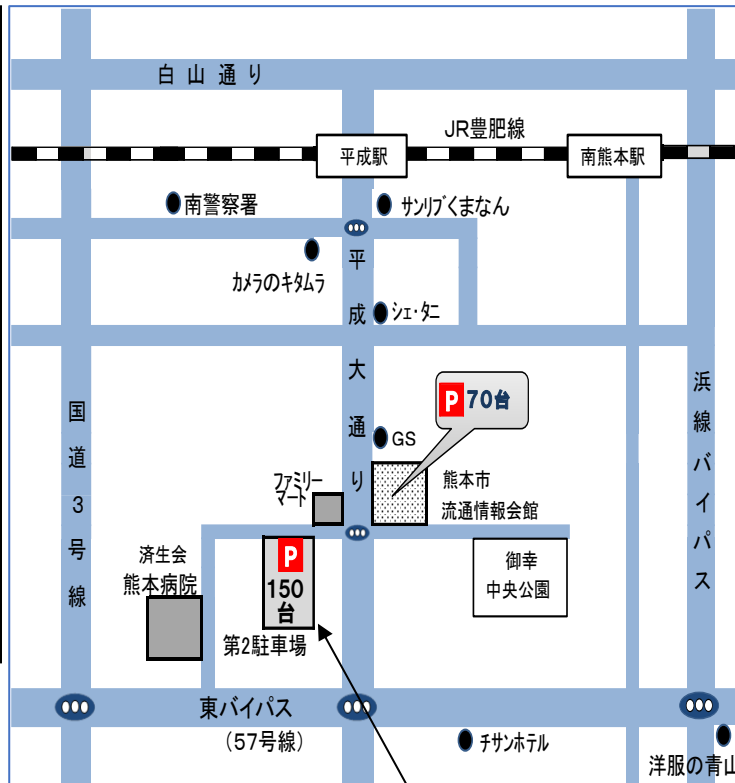 白山通り
JR豊肥線
平成駅
南熊本駅
南警察署
サンリブくまなん
カメラのキタムラ
平成大通り
シェ・タニ
国道3号線
浜線バイパス
P 70台
GS
ファミリー
マート
熊本市
流通情報会館
済生会
熊本病院
P
150
台
第2駐車場
御幸
中央公園
東バイパス
(57号線)
チサンホテル
洋服の青山